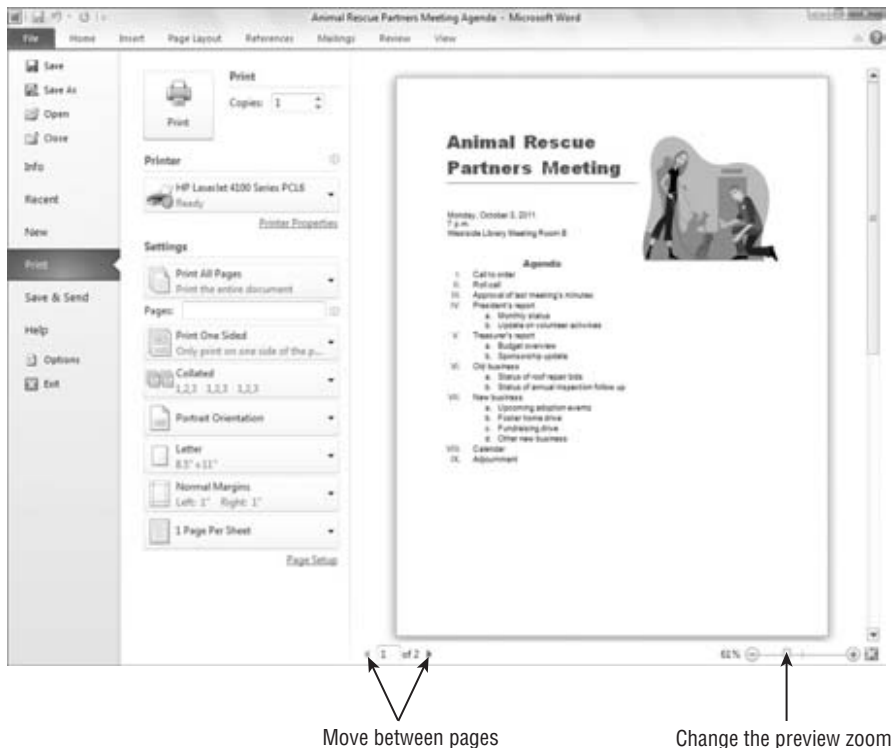 Animal Rescue Partners Meeting Agenda - Microsoft Word
File Home Insert Page Layout References Mailings Review View
Save
Save As
Open
Close
Info
Recent
New
Print
Save & Send
Help
Options
Exit
Print
Print
Copies: 1
Printer
HP LaserJet 4100 Series PCL6
Ready
Printer Properties
Settings
Print All Pages
Print the entire document
Pages:
Print One Sided
Only print on one side of the p...
Collated
1,2,3 1,2,3 1,2,3
Portrait Orientation
Letter
8.5" x 11"
Normal Margins
Left: 1" Right: 1"
1 Page Per Sheet
Page Setup
Animal Rescue
Partners Meeting
Monday, October 3, 2011
7 p.m.
Westside Library Meeting Room B
Agenda
I. Call to order
II. Roll call
III. Approval of last meeting's minutes
IV. President's report
a. Monthly status
b. Update on volunteer activities
V. Treasurer's report
a. Budget overview
b. Sponsorship update
VI. Old business
a. Status of roof repair bids
b. Status of annual inspection follow up
VII. New business
a. Upcoming adoption events
b. Foster home drive
c. Fundraising drive
d. Other new business
VIII. Calendar
IX. Adjournment
1 of 2
61%
Move between pages
Change the preview zoom